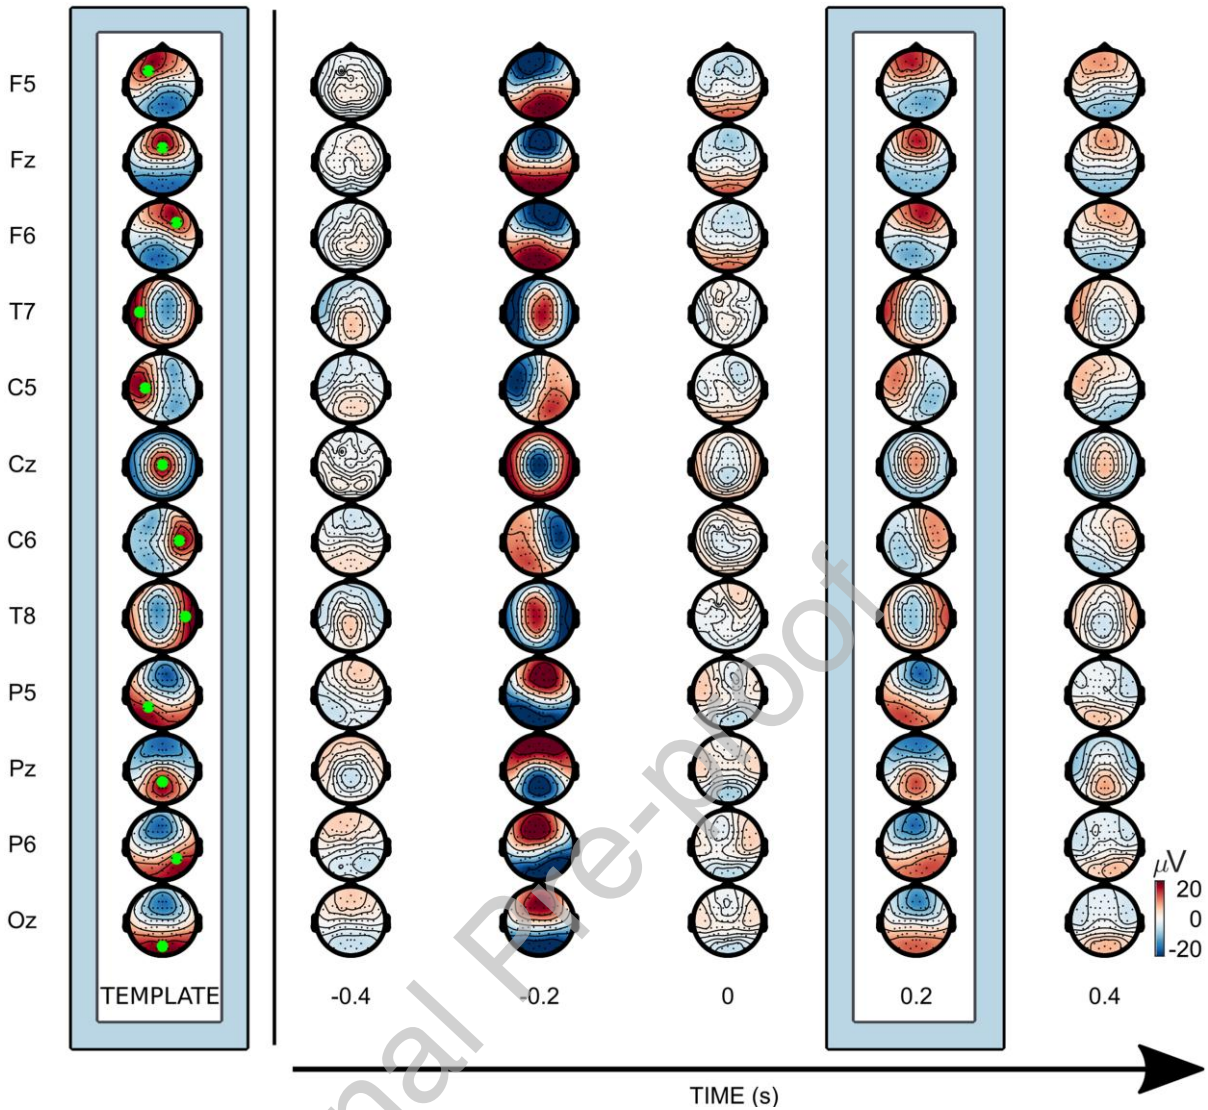 F5
Fz
F6
T7
C5
Cz
C6
T8
P5
Pz
P6
Oz
μV
20
0
-20
TEMPLATE -0.4 -0.2 0 0.2 0.4
TIME (s)
nal Pre-proof